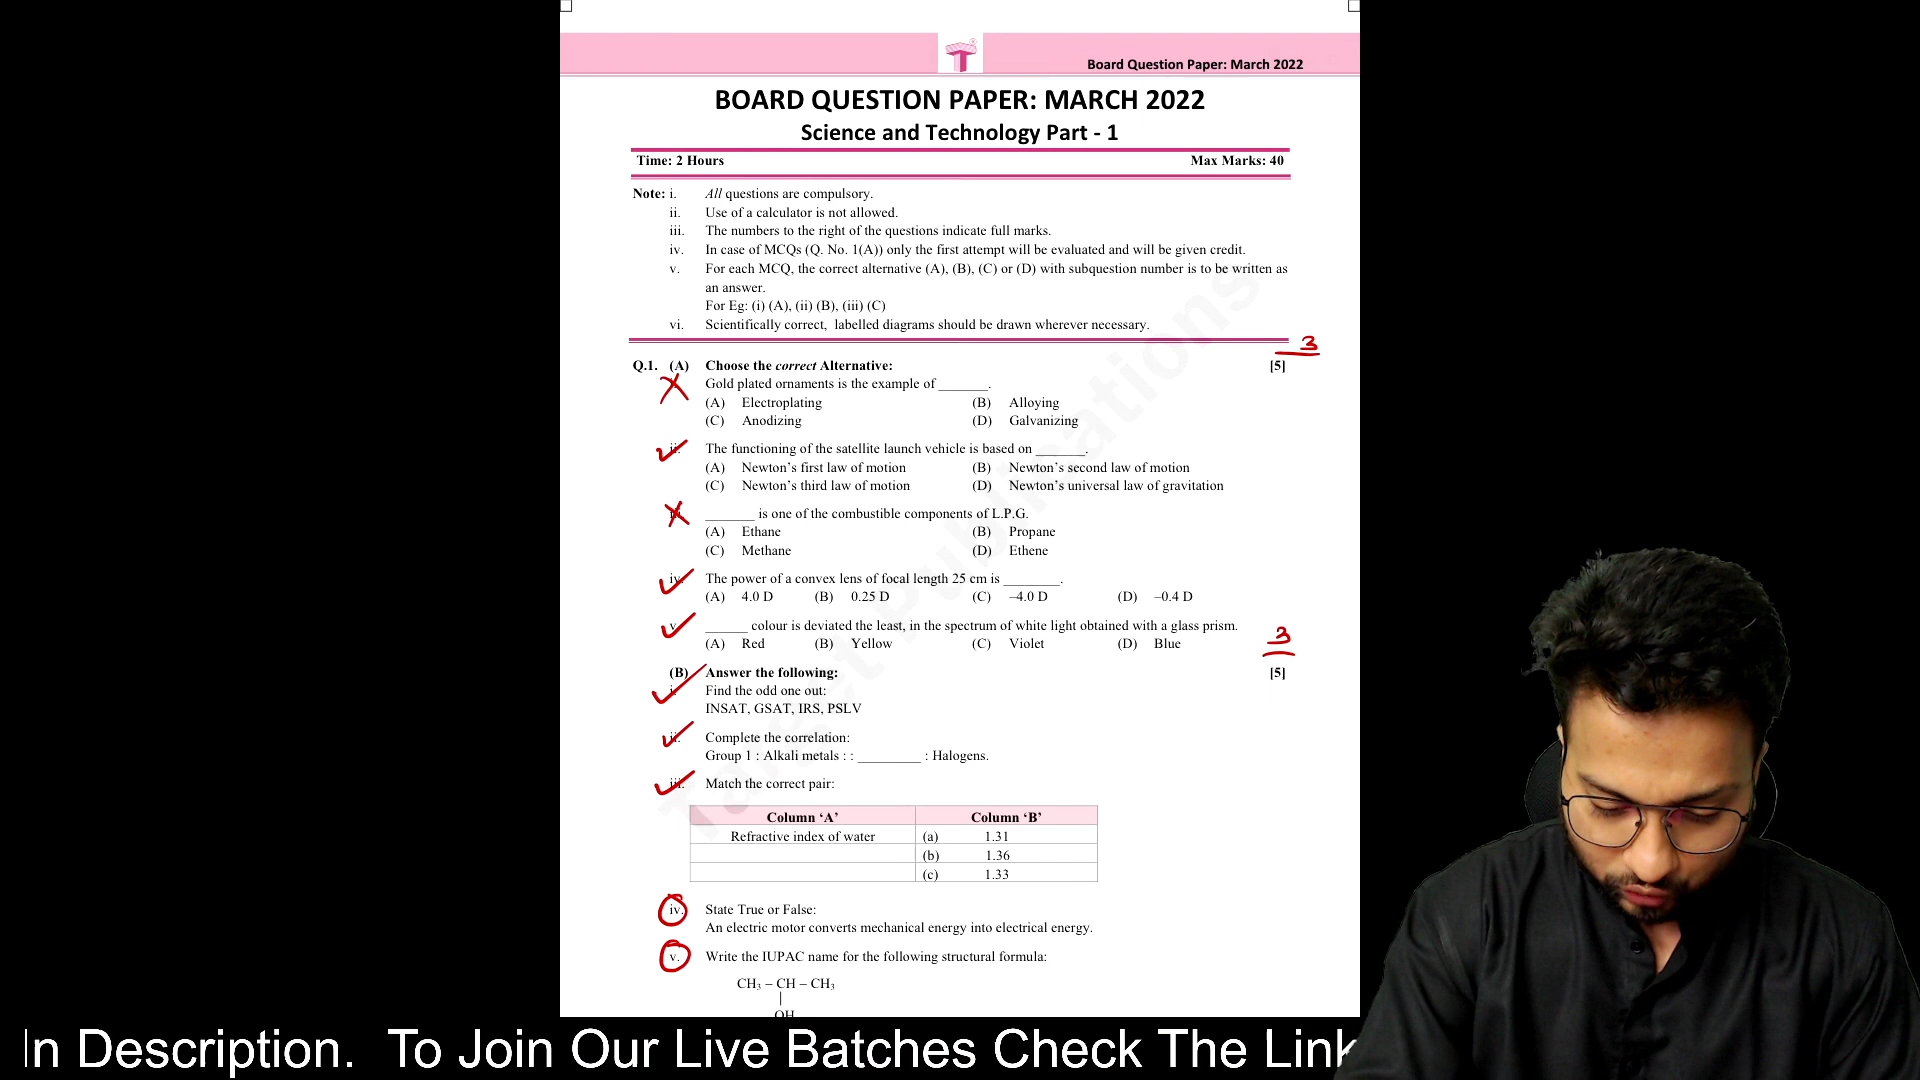 Board Question Paper: March 2022
BOARD QUESTION PAPER: MARCH 2022
Science and Technology Part - 1
Time: 2 Hours Max Marks: 40
Note: i. All questions are compulsory.
ii. Use of a calculator is not allowed.
iii. The numbers to the right of the questions indicate full marks.
iv. In case of MCQs (Q. No. 1(A)) only the first attempt will be evaluated and will be given credit.
v. For each MCQ, the correct alternative (A), (B), (C) or (D) with subquestion number is to be written as
an answer.
For Eg: (i) (A), (ii) (B), (iii) (C)
vi. Scientifically correct, labelled diagrams should be drawn wherever necessary.
3
Q.1. (A) Choose the correct Alternative: [5]
Gold plated ornaments is the example of _______.
(A) Electroplating (B) Alloying
(C) Anodizing (D) Galvanizing
ii. The functioning of the satellite launch vehicle is based on _______.
(A) Newton's first law of motion (B) Newton's second law of motion
(C) Newton's third law of motion (D) Newton's universal law of gravitation
iii. _______ is one of the combustible components of L.P.G.
(A) Ethane (B) Propane
(C) Methane (D) Ethene
iv. The power of a convex lens of focal length 25 cm is ________.
(A) 4.0 D (B) 0.25 D (C) –4.0 D (D) –0.4 D
v. ______ colour is deviated the least, in the spectrum of white light obtained with a glass prism.
3
(A) Red (B) Yellow (C) Violet (D) Blue
(B) Answer the following: [5]
i. Find the odd one out:
INSAT, GSAT, IRS, PSLV
ii. Complete the correlation:
Group 1 : Alkali metals : : _________ : Halogens.
iii. Match the correct pair:
Column ‘A’ Column ‘B’
Refractive index of water (a) 1.31
(b) 1.36
(c) 1.33
iv. State True or False:
An electric motor converts mechanical energy into electrical energy.
v. Write the IUPAC name for the following structural formula:
CH₃ – CH – CH₃
|
OH
Target Publications
In Description. To Join Our Live Batches Check The Link